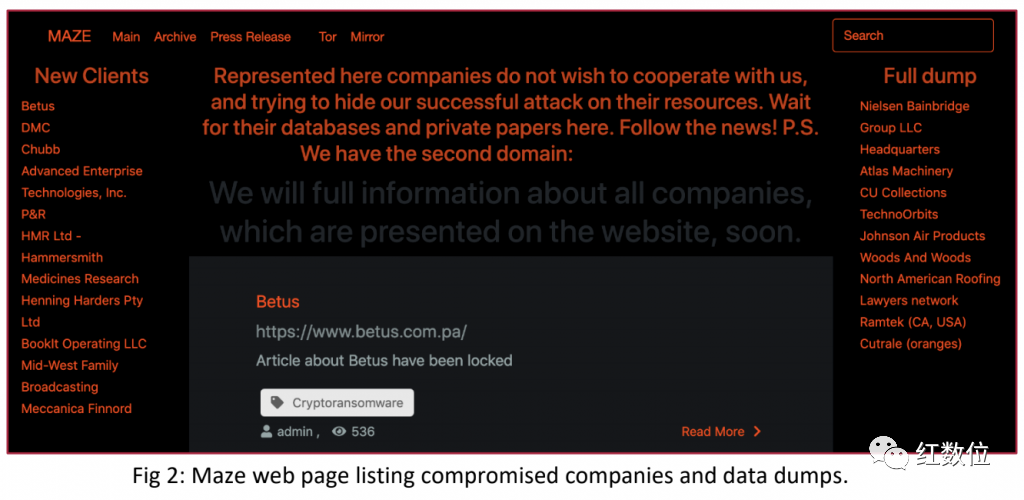 MAZE Main Archive Press Release Tor Mirror Search
New Clients
Betus
DMC
Chubb
Advanced Enterprise
Technologies, Inc.
P&R
HMR Ltd -
Hammersmith
Medicines Research
Henning Harders Pty
Ltd
BookIt Operating LLC
Mid-West Family
Broadcasting
Meccanica Finnord
Represented here companies do not wish to cooperate with us,
and trying to hide our successful attack on their resources. Wait
for their databases and private papers here. Follow the news! P.S.
We have the second domain:
We will full information about all companies,
which are presented on the website, soon.
Betus
https://www.betus.com.pa/
Article about Betus have been locked
Cryptoransomware
admin , 536
Read More
Full dump
Nielsen Bainbridge
Group LLC
Headquarters
Atlas Machinery
CU Collections
TechnoOrbits
Johnson Air Products
Woods And Woods
North American Roofing
Lawyers network
Ramtek (CA, USA)
Cutrale (oranges)
红数位
Fig 2: Maze web page listing compromised companies and data dumps.